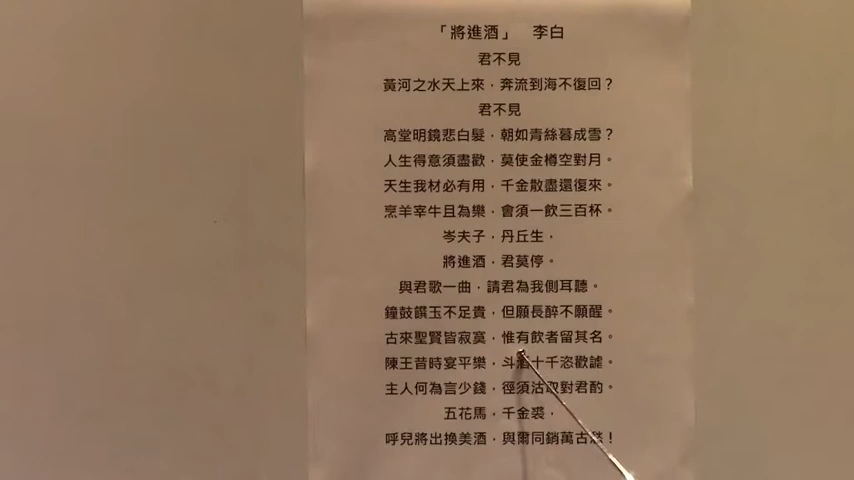 「將進酒」 李白
君不見
黃河之水天上來，奔流到海不復回？
君不見
高堂明鏡悲白髮，朝如青絲暮成雪？
人生得意須盡歡，莫使金樽空對月。
天生我材必有用，千金散盡還復來。
烹羊宰牛且為樂，會須一飲三百杯。
岑夫子，丹丘生，
將進酒，君莫停。
與君歌一曲，請君為我側耳聽。
鐘鼓饌玉不足貴，但願長醉不願醒。
古來聖賢皆寂寞，惟有飲者留其名。
陳王昔時宴平樂，斗酒十千恣歡謔。
主人何為言少錢，徑須沽取對君酌。
五花馬，千金裘，
呼兒將出換美酒，與爾同銷萬古愁！